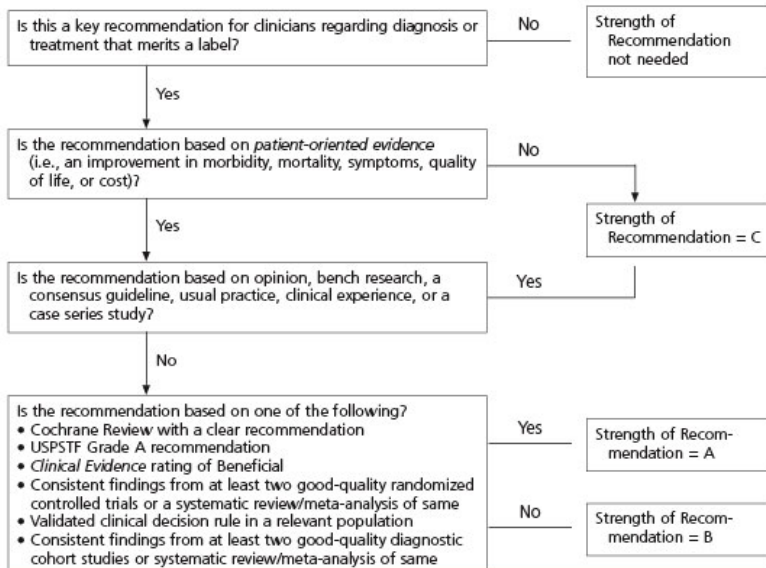 Is this a key recommendation for clinicians regarding diagnosis or
treatment that merits a label?
No
Strength of
Recommendation
not needed
Yes
Is the recommendation based on patient-oriented evidence
(i.e., an improvement in morbidity, mortality, symptoms, quality
of life, or cost)?
No
Yes
Strength of
Recommendation = C
Is the recommendation based on opinion, bench research, a
consensus guideline, usual practice, clinical experience, or a
case series study?
Yes
No
Is the recommendation based on one of the following?
• Cochrane Review with a clear recommendation
• USPSTF Grade A recommendation
• Clinical Evidence rating of Beneficial
• Consistent findings from at least two good-quality randomized
controlled trials or a systematic review/meta-analysis of same
• Validated clinical decision rule in a relevant population
• Consistent findings from at least two good-quality diagnostic
cohort studies or systematic review/meta-analysis of same
Yes
Strength of Recom-
mendation = A
No
Strength of Recom-
mendation = B